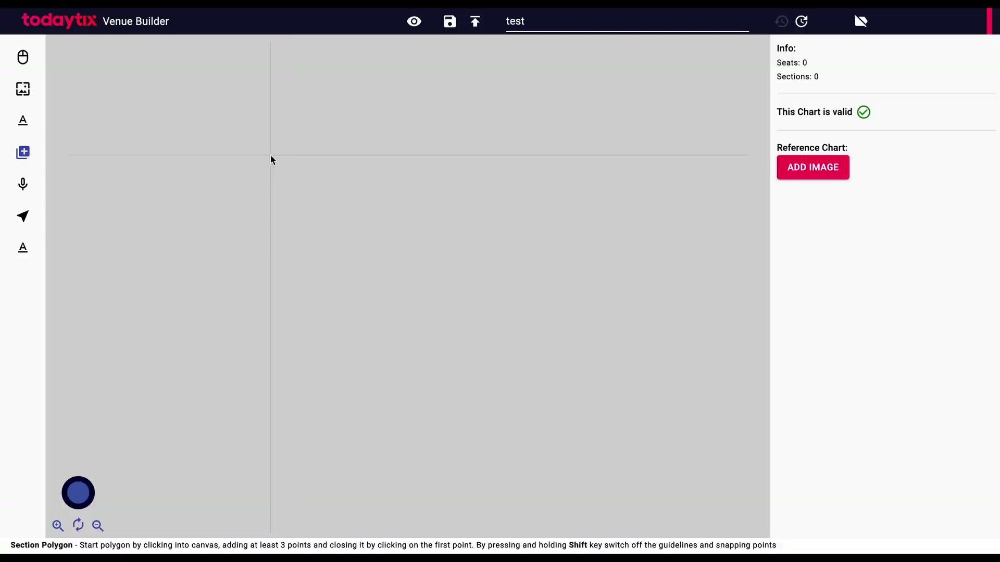 todaytix Venue Builder
test
Info:
Seats: 0
Sections: 0
This Chart is valid
Reference Chart:
ADD IMAGE
A
A
Section Polygon - Start polygon by clicking into canvas, adding at least 3 points and closing it by clicking on the first point. By pressing and holding Shift key switch off the guidelines and snapping points